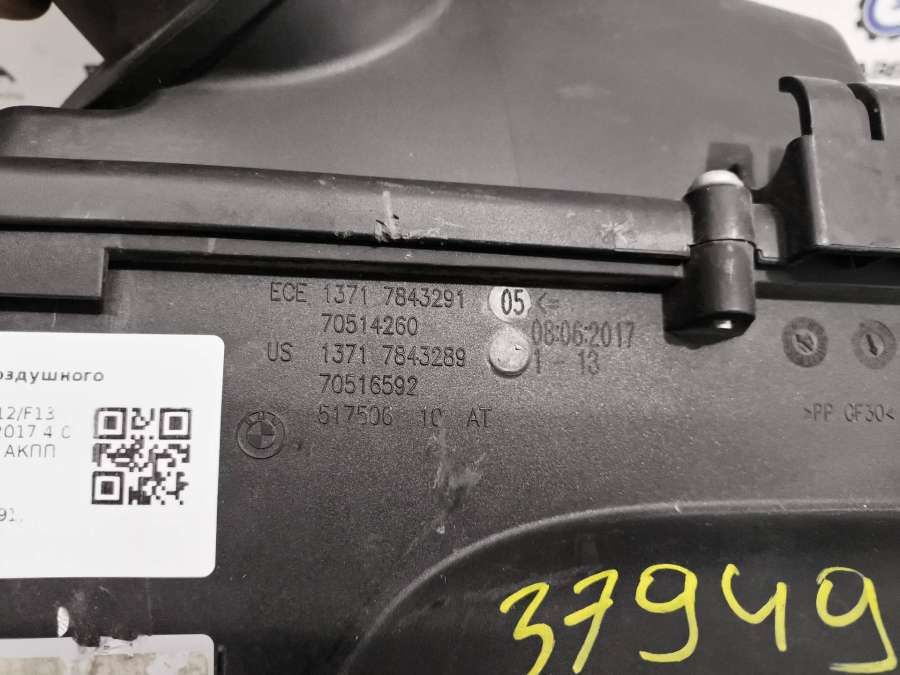 ECE 1371 7843291 05 <=
70514260 08:06:2017
US 1371 7843289 1 - 13
70516592
517506 10 AT
>PP GF30<
12/F13
2017 4.
АКПП
91.
37949